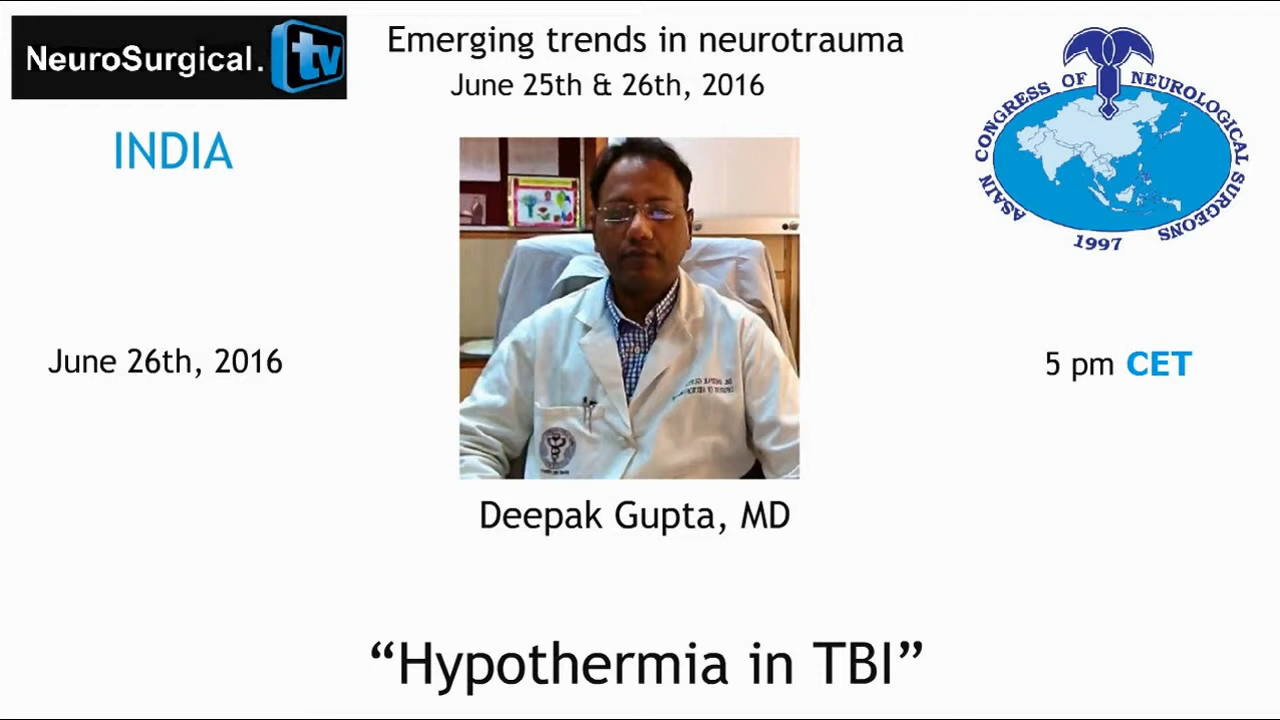 NeuroSurgical. tv
Emerging trends in neurotrauma
June 25th & 26th, 2016
INDIA
ASAIN CONGRESS OF NEUROLOGICAL SURGEONS
1997
June 26th, 2016
5 pm CET
Deepak Gupta, MD
“Hypothermia in TBI”